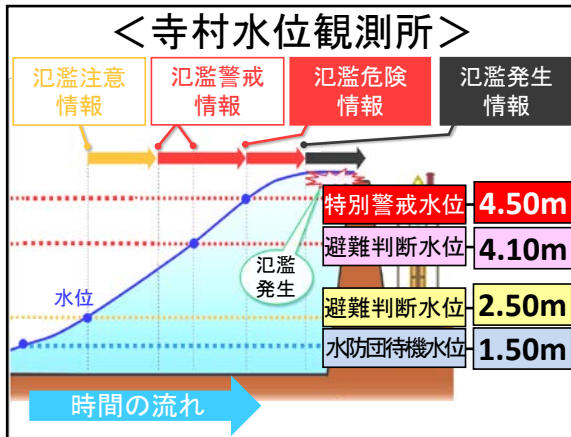 ＜寺村水位観測所＞
氾濫注意
情報
氾濫警戒
情報
氾濫危険
情報
氾濫発生
情報
特別警戒水位 4.50m
避難判断水位 4.10m
氾濫
発生
水位
避難判断水位 2.50m
水防団待機水位 1.50m
時間の流れ